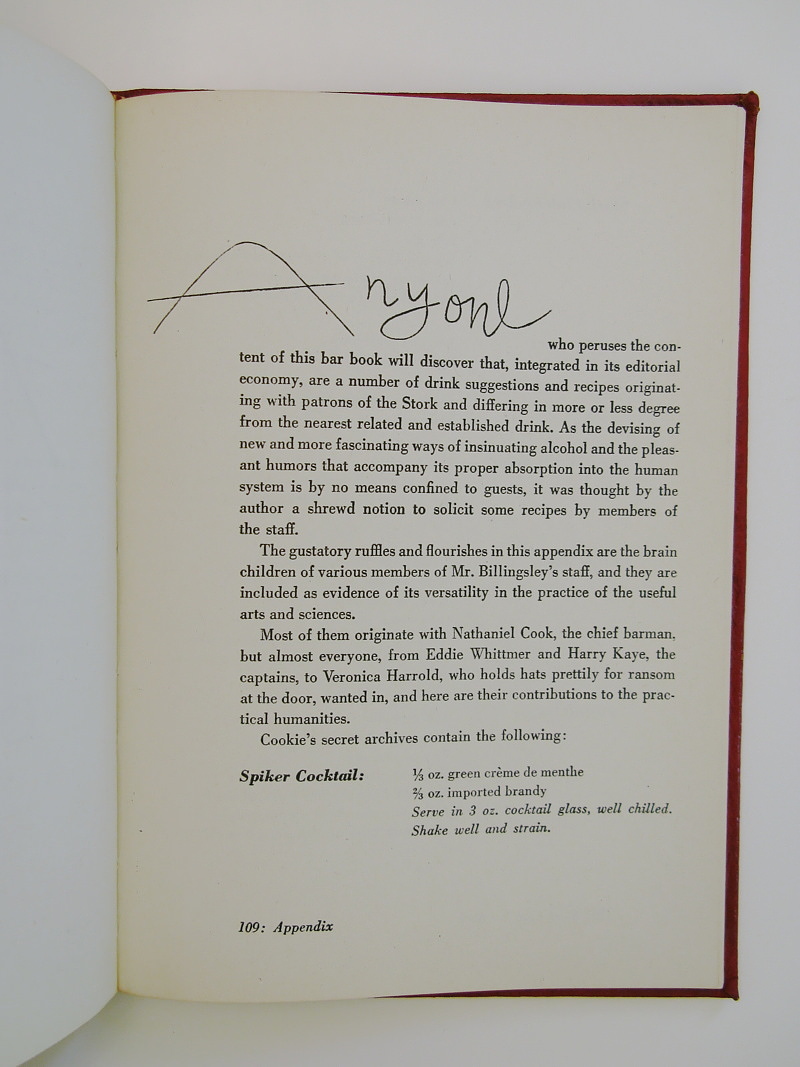 Anyone
who peruses the con-
tent of this bar book will discover that, integrated in its editorial
economy, are a number of drink suggestions and recipes originat-
ing with patrons of the Stork and differing in more or less degree
from the nearest related and established drink. As the devising of
new and more fascinating ways of insinuating alcohol and the pleas-
ant humors that accompany its proper absorption into the human
system is by no means confined to guests, it was thought by the
author a shrewd notion to solicit some recipes by members of
the staff.
The gustatory ruffles and flourishes in this appendix are the brain
children of various members of Mr. Billingsley's staff, and they are
included as evidence of its versatility in the practice of the useful
arts and sciences.
Most of them originate with Nathaniel Cook, the chief barman,
but almost everyone, from Eddie Whittmer and Harry Kaye, the
captains, to Veronica Harrold, who holds hats prettily for ransom
at the door, wanted in, and here are their contributions to the prac-
tical humanities.
Cookie's secret archives contain the following:
Spiker Cocktail: ⅓ oz. green crème de menthe
⅔ oz. imported brandy
Serve in 3 oz. cocktail glass, well chilled.
Shake well and strain.
109: Appendix